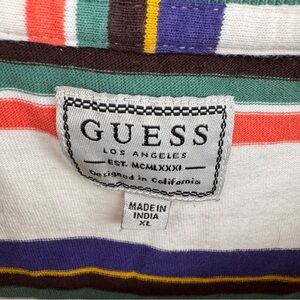 GUESS
LOS ANGELES
EST. MCMLXXXI
Designed in California
MADE IN
INDIA
XL